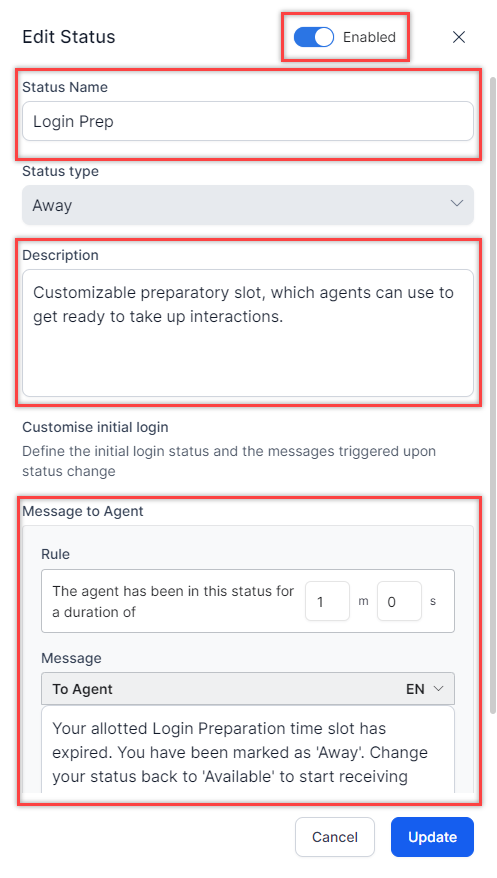 Edit Status
Enabled
Status Name
Login Prep
Status type
Away
Description
Customizable preparatory slot, which agents can use to
get ready to take up interactions.
Customise initial login
Define the initial login status and the messages triggered upon
status change
Message to Agent
Rule
The agent has been in this status for
a duration of
1 m 0 s
Message
To Agent EN
Your allotted Login Preparation time slot has
expired. You have been marked as 'Away'. Change
your status back to 'Available' to start receiving
Cancel Update